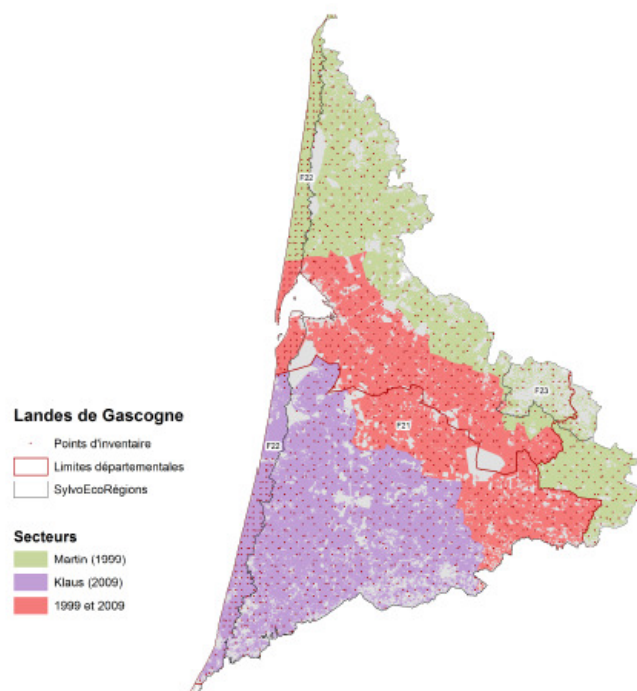 F22
F23
F21
F22
Landes de Gascogne
Points d'inventaire
Limites départementales
SylvoEcoRégions
Secteurs
Martin (1999)
Klaus (2009)
1999 et 2009